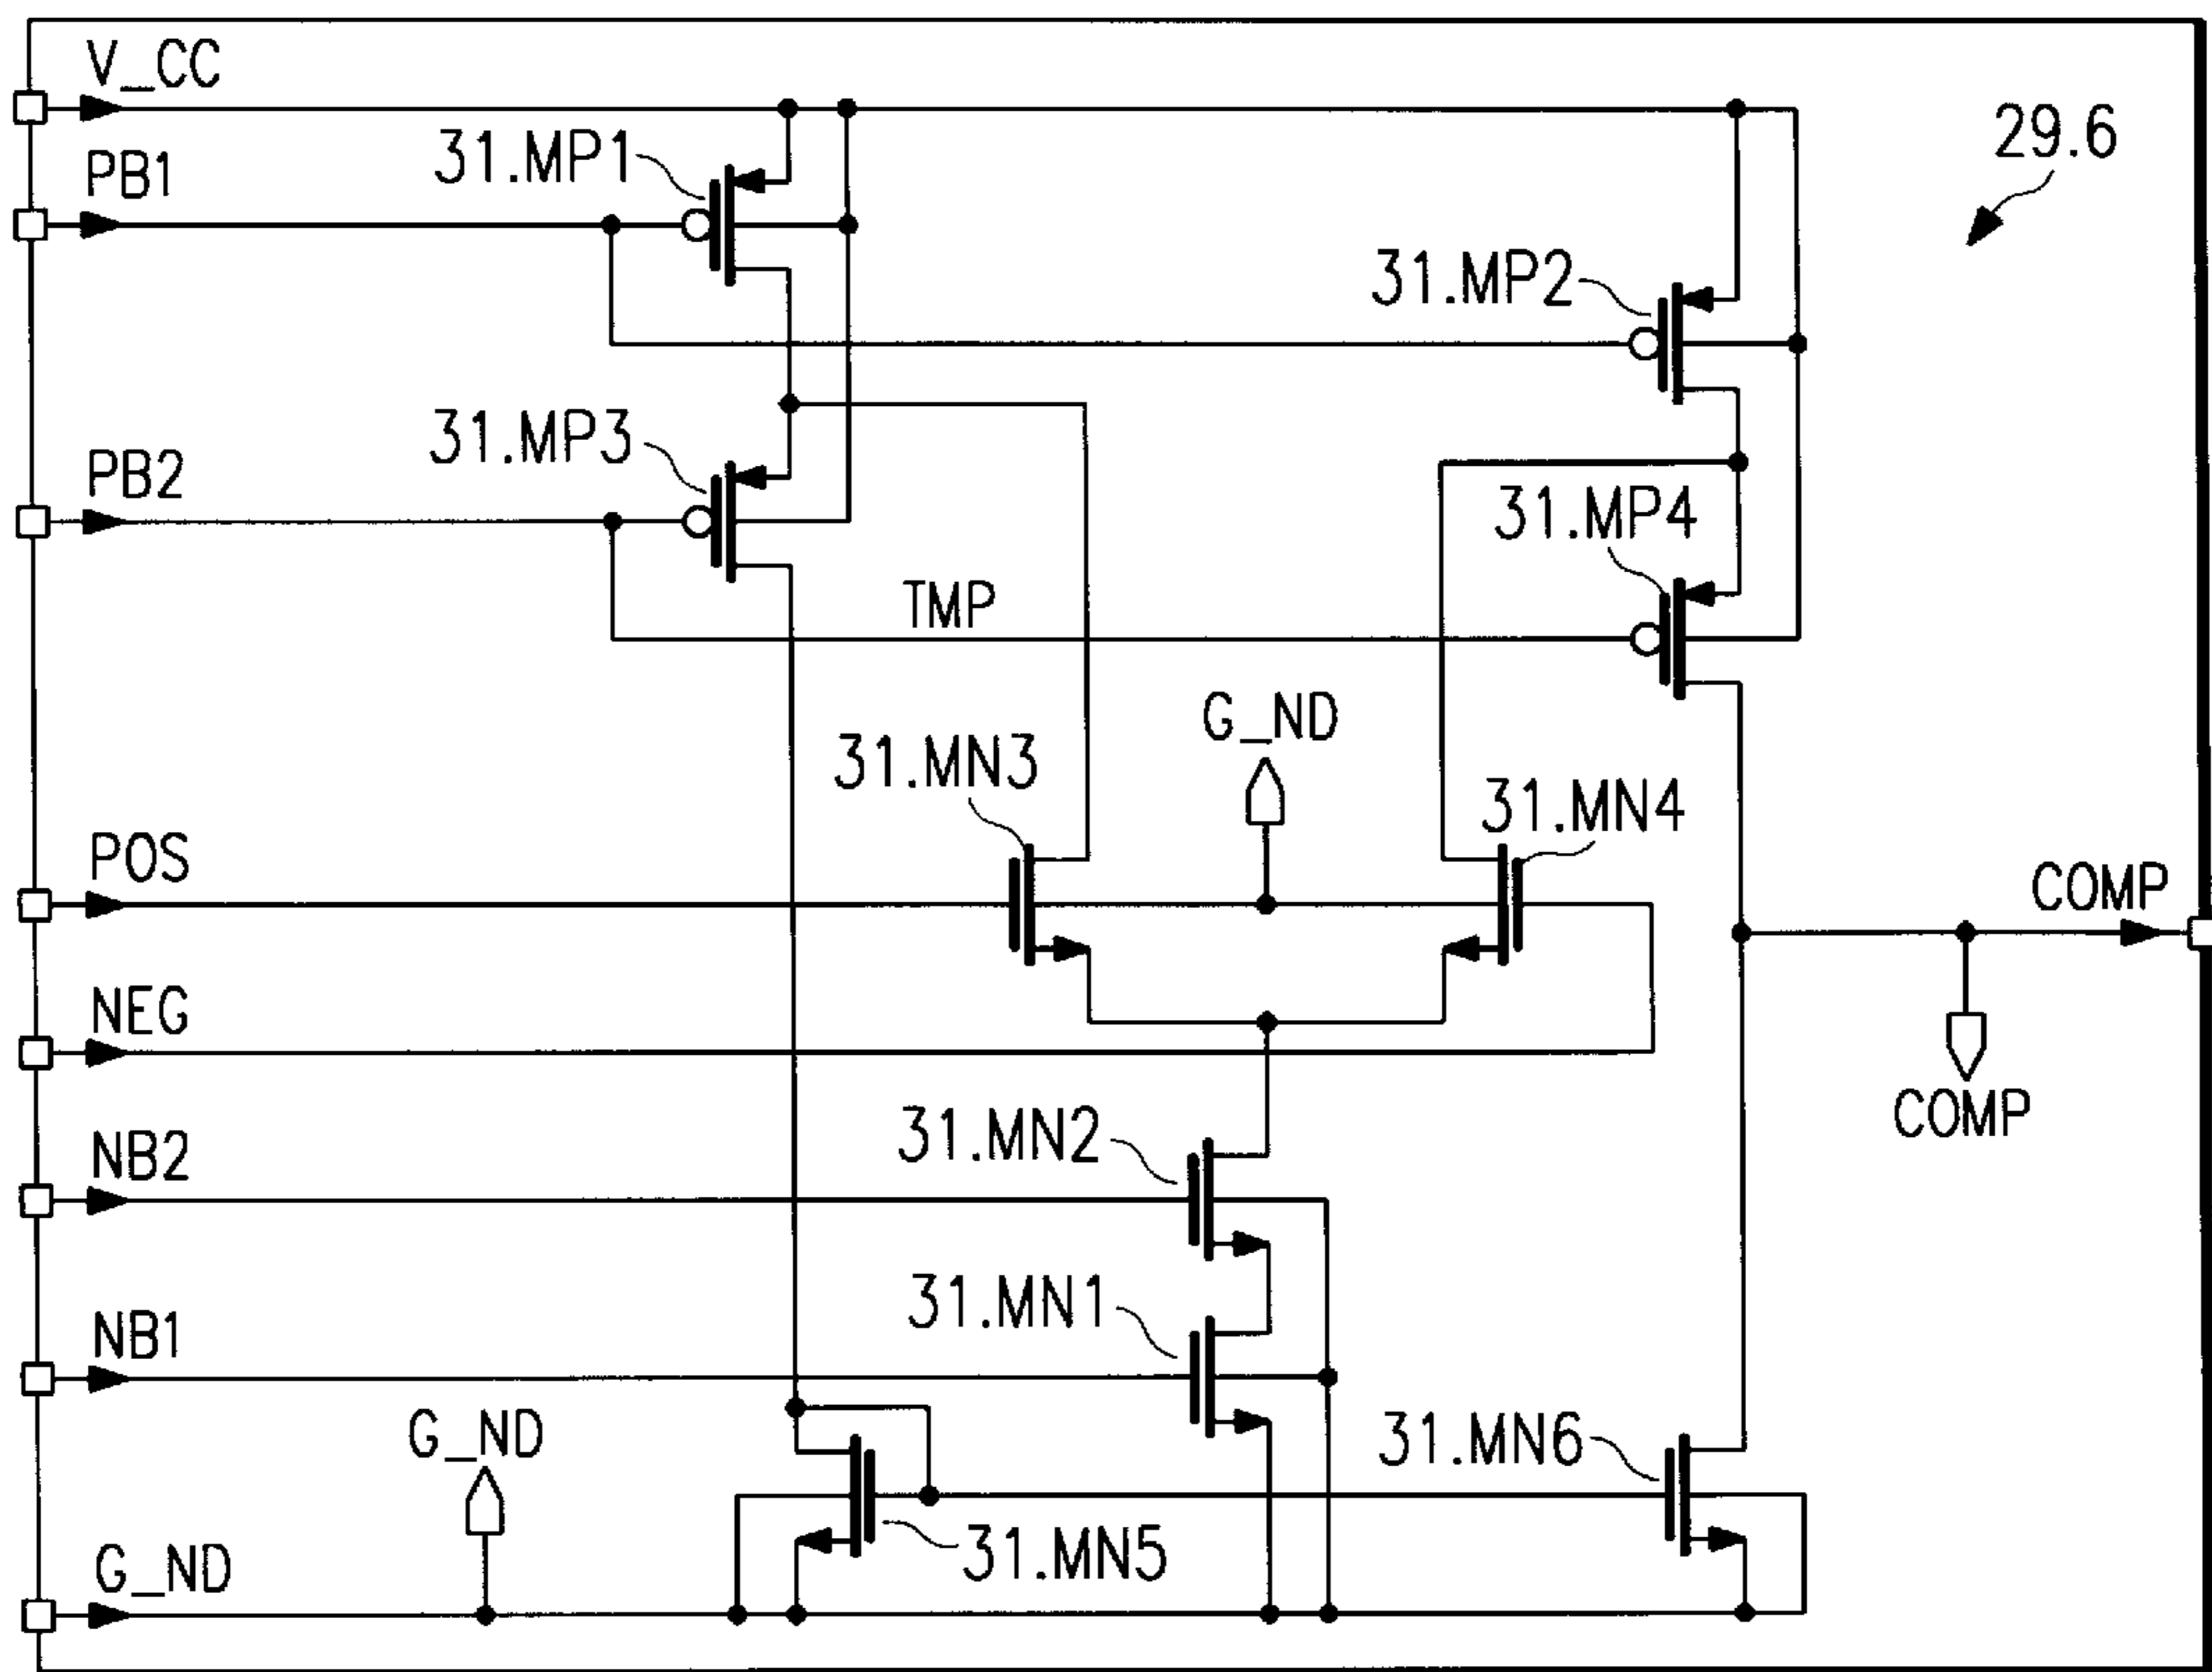 V_CC
31.MP1
29.6
PB1
31.MP2
31.MP3
PB2
31.MP4
TMP
G_ND
31.MN3
31.MN4
POS
COMP
NEG
COMP
31.MN2
NB2
31.MN1
NB1
G_ND
31.MN6
31.MN5
G_ND